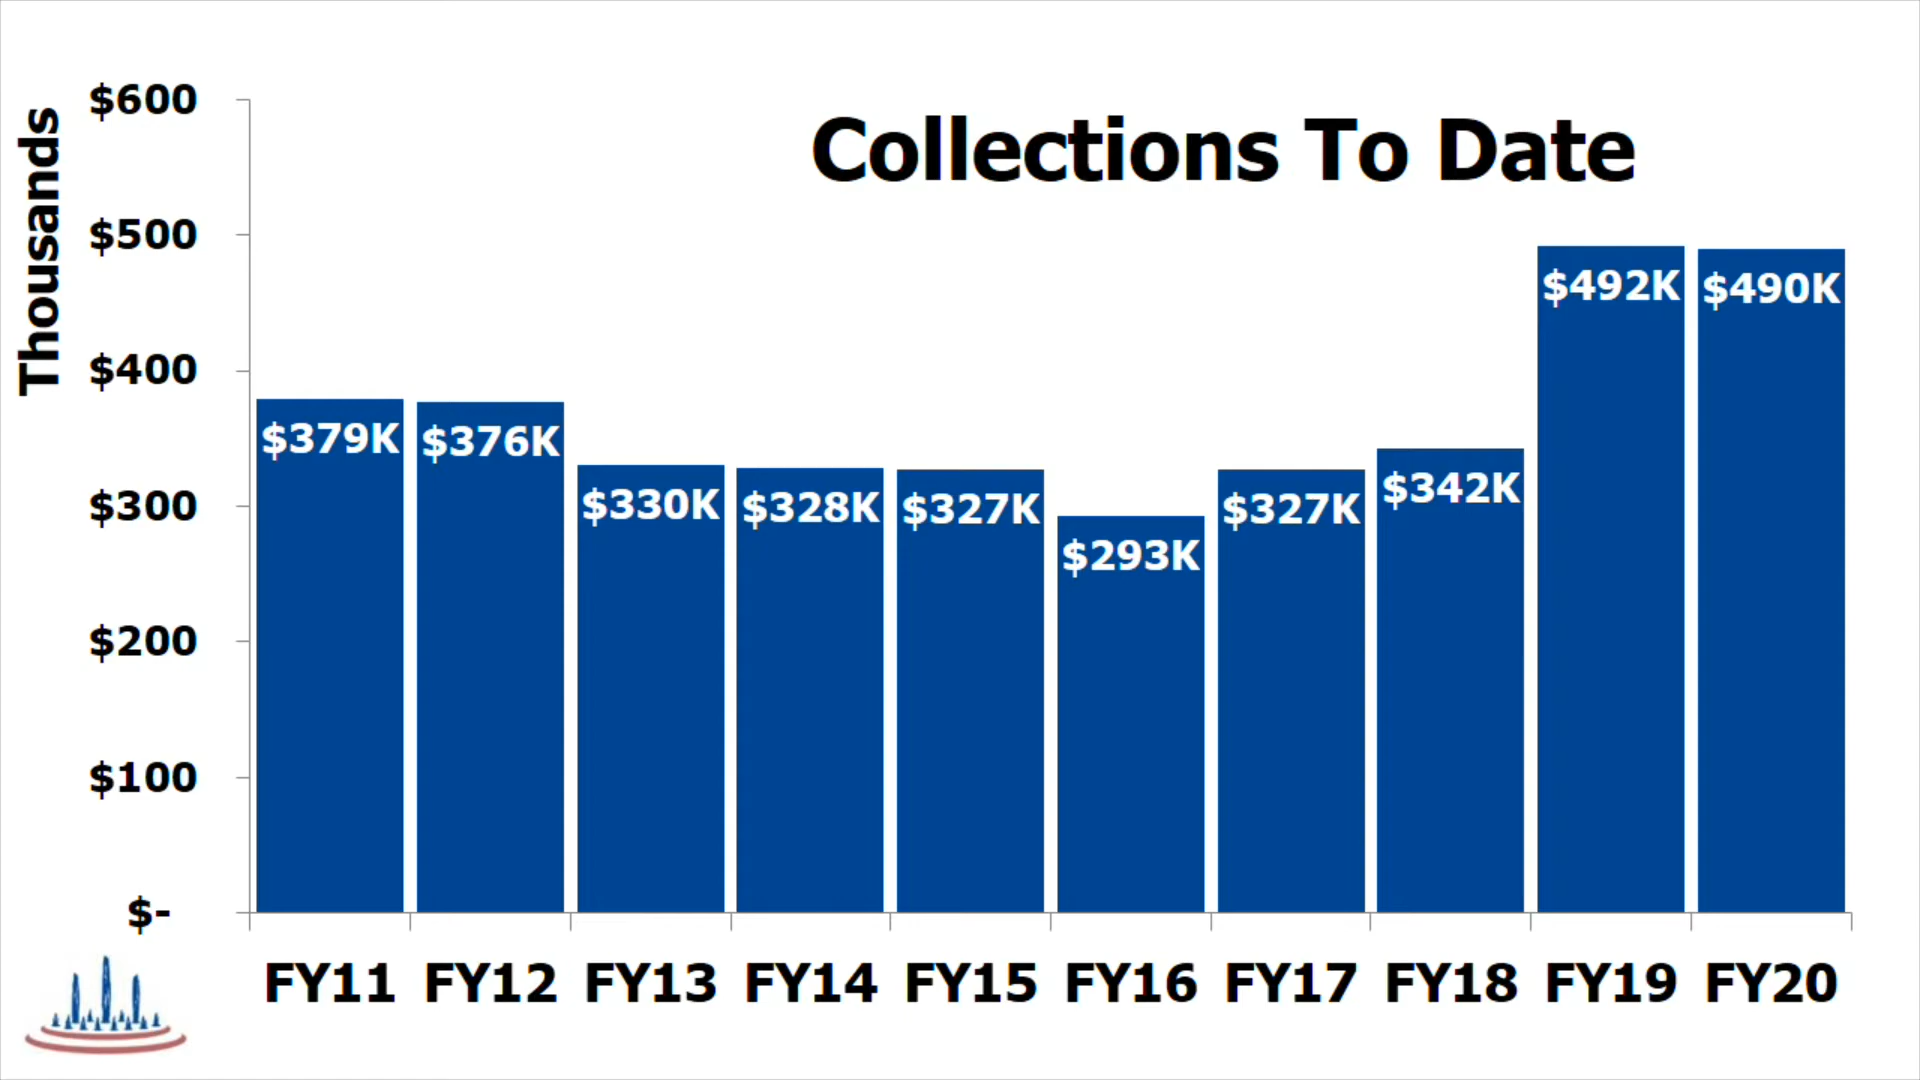 Collections To Date
Thousands
$600
$500
$400
$300
$200
$100
$-
$379K
$376K
$330K
$328K
$327K
$293K
$327K
$342K
$492K
$490K
FY11 FY12 FY13 FY14 FY15 FY16 FY17 FY18 FY19 FY20